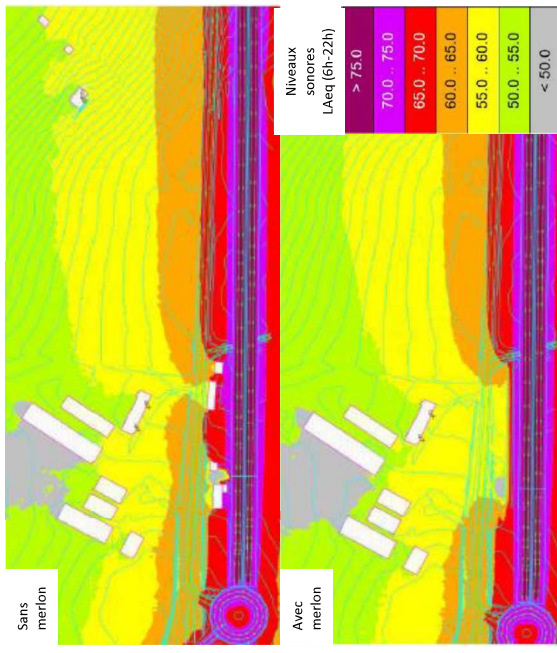 Niveaux
sonores
LAeq (6h-22h)
> 75.0
70.0 .. 75.0
65.0 .. 70.0
60.0 .. 65.0
55.0 .. 60.0
50.0 .. 55.0
< 50.0
Sans
merlon
Avec
merlon